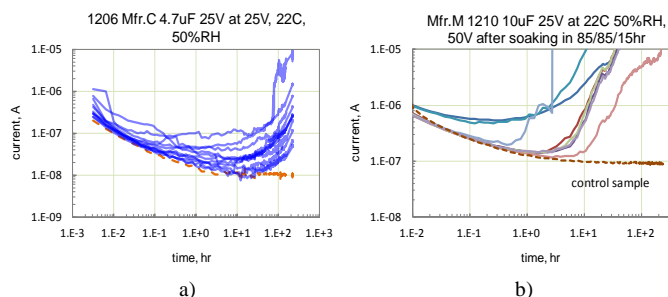 1206 Mfr.C 4.7uF 25V at 25V, 22C,
50%RH
1.E-05
1.E-06
1.E-07
1.E-08
1.E-09
currrent, A
1.E-3 1.E-2 1.E-1 1.E+0 1.E+1 1.E+2 1.E+3
time, hr
a)
Mfr.M 1210 10uF 25V at 22C 50%RH,
50V after soaking in 85/85/15hr
1.E-05
1.E-06
1.E-07
1.E-08
currrent, A
control sample
1.E-2 1.E-1 1.E+0 1.E+1 1.E+2
time, hr
b)